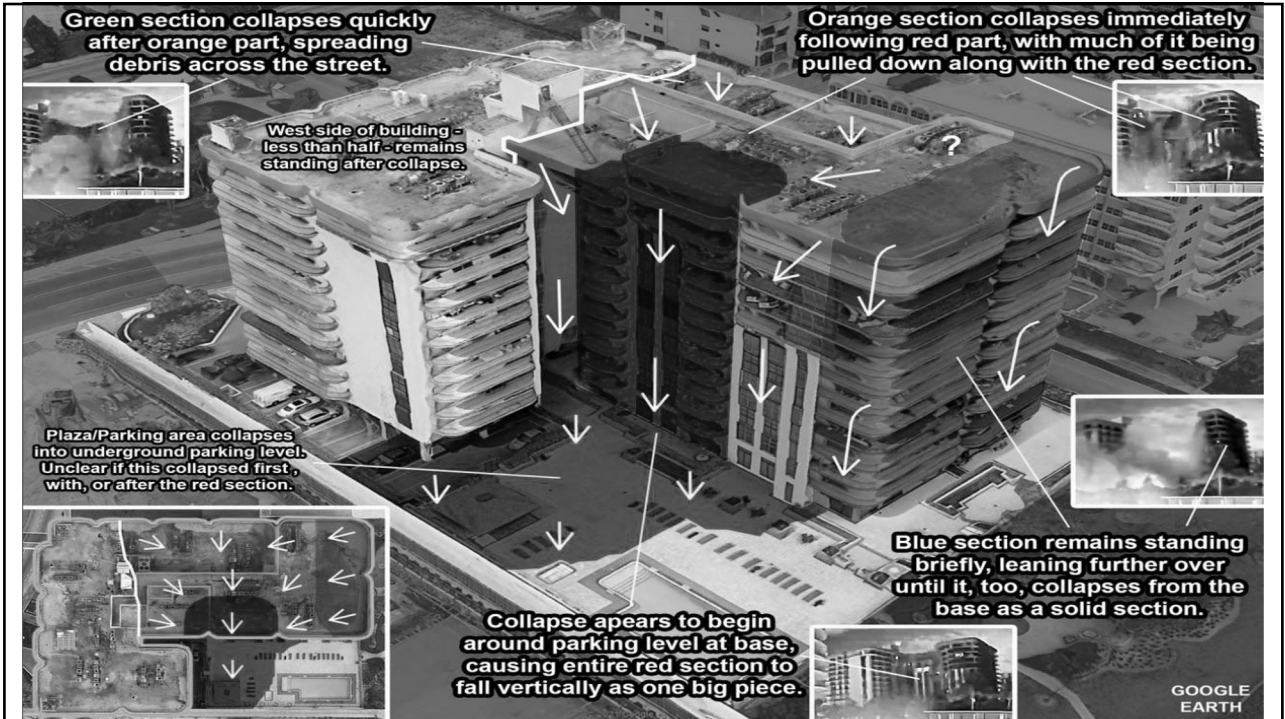 Green section collapses quickly
after orange part, spreading
debris across the street.
Orange section collapses immediately
following red part, with much of it being
pulled down along with the red section.
West side of building -
less than half - remains
standing after collapse.
?
Plaza/Parking area collapses
into underground parking level.
Unclear if this collapsed first ,
with, or after the red section.
Blue section remains standing
briefly, leaning further over
until it, too, collapses from the
base as a solid section.
Collapse apears to begin
around parking level at base,
causing entire red section to
fall vertically as one big piece.
GOOGLE
EARTH